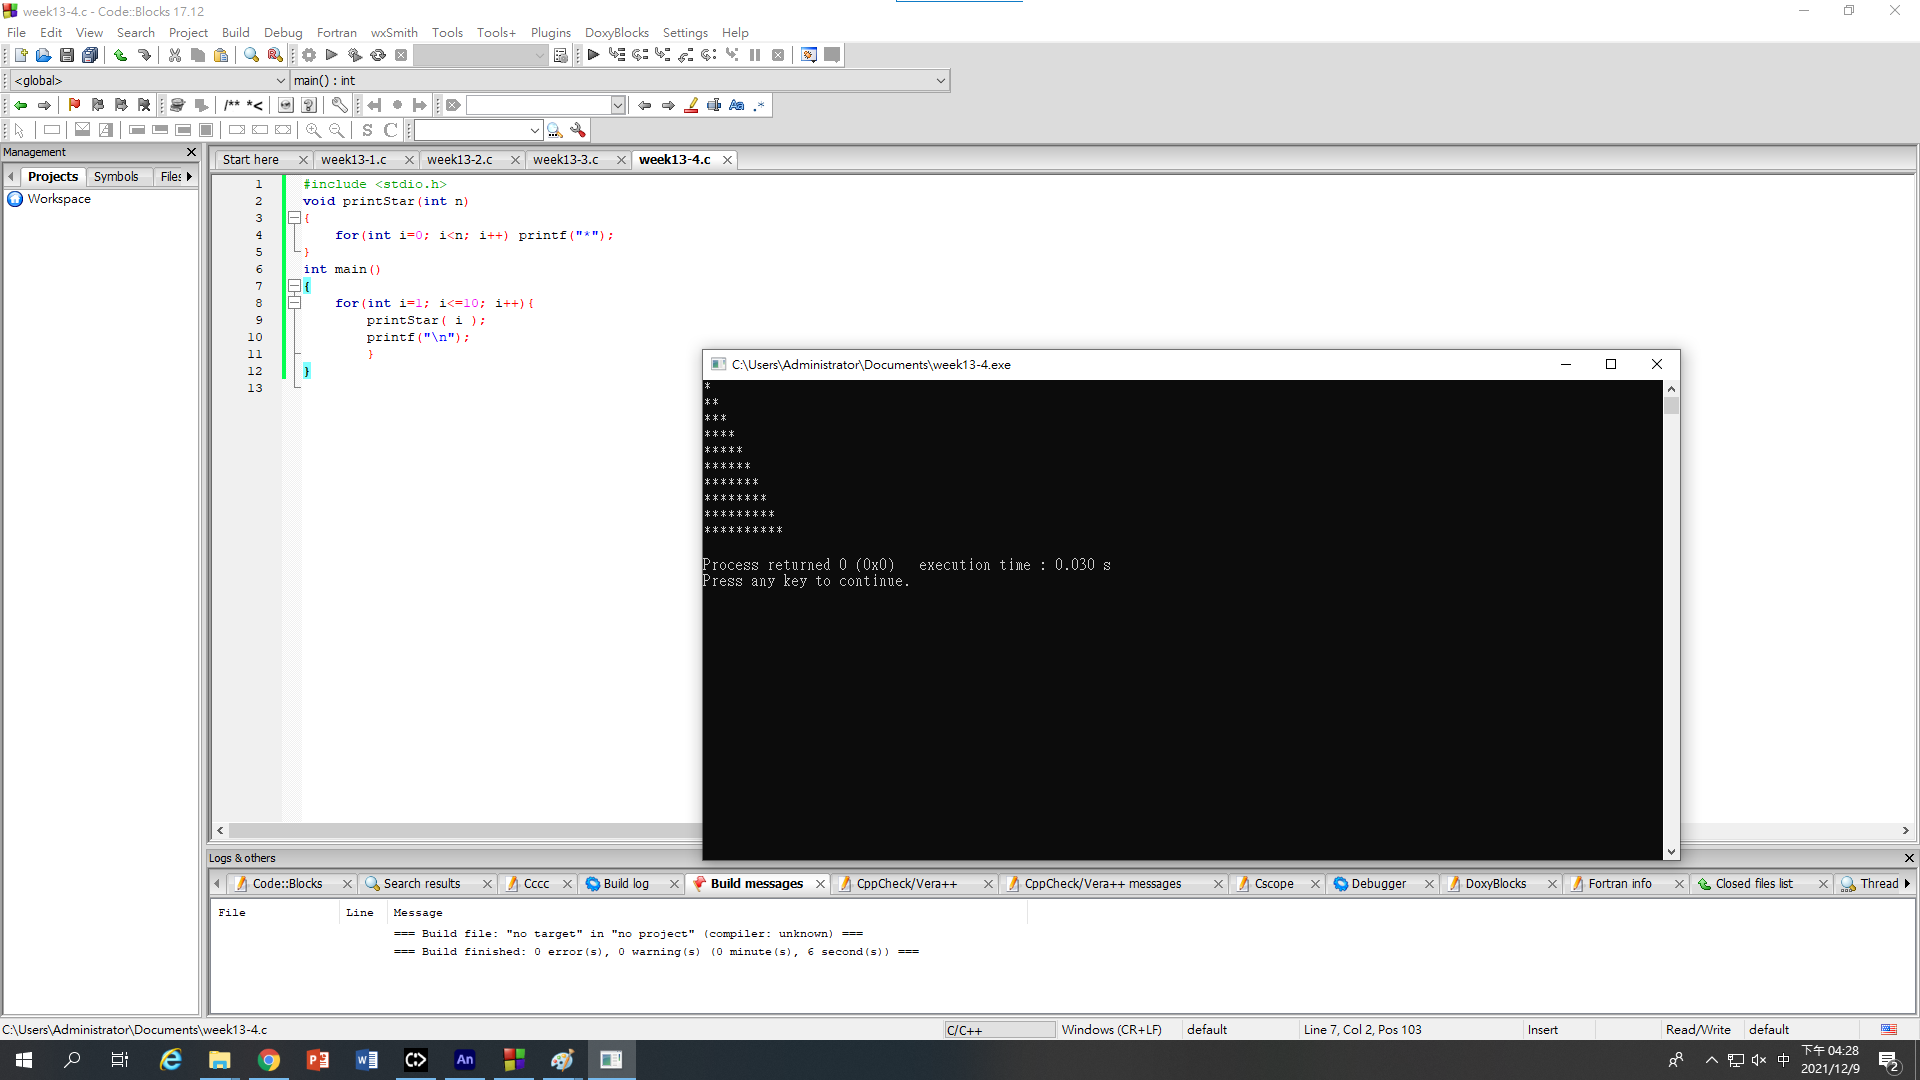 week13-4.c - Code::Blocks 17.12
File Edit View Search Project Build Debug Fortran wxSmith Tools Tools+ Plugins DoxyBlocks Settings Help
<global> main() : int
/** *<
S C
Management
Projects Symbols Files
Workspace
Start here week13-1.c week13-2.c week13-3.c week13-4.c
1 #include <stdio.h>
2 void printStar(int n)
3 {
4 for(int i=0; i<n; i++) printf("*");
5 }
6 int main()
7 {
8 for(int i=1; i<=10; i++){
9 printStar( i );
10 printf("\n");
11 }
12 }
13
C:\Users\Administrator\Documents\week13-4.exe
*
**
***
****
*****
******
*******
********
*********
**********
Process returned 0 (0x0)   execution time : 0.030 s
Press any key to continue.
Logs & others
Code::Blocks Search results Cccc Build log Build messages CppCheck/Vera++ CppCheck/Vera++ messages Cscope Debugger DoxyBlocks Fortran info Closed files list Thread
File Line Message
=== Build file: "no target" in "no project" (compiler: unknown) ===
=== Build finished: 0 error(s), 0 warning(s) (0 minute(s), 6 second(s)) ===
C:\Users\Administrator\Documents\week13-4.c C/C++ Windows (CR+LF) default Line 7, Col 2, Pos 103 Insert Read/Write default
An 中 下午 04:28
2021/12/9 2